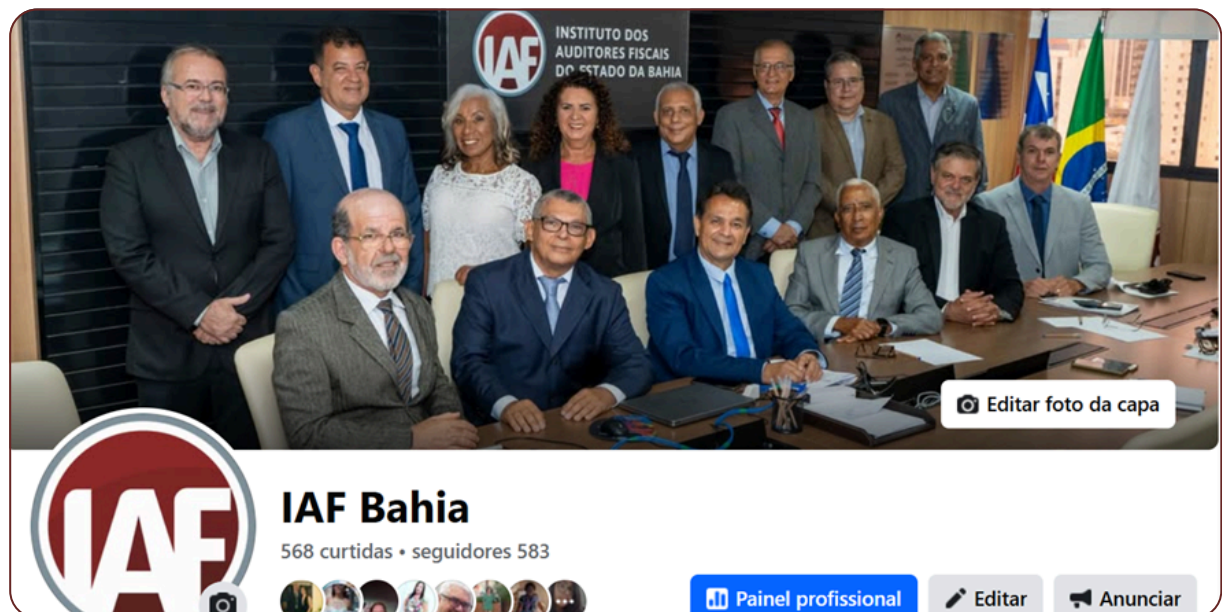 IAF
INSTITUTO DOS
AUDITORES FISCAIS
DO ESTADO DA BAHIA
Editar foto da capa
IAF
IAF Bahia
568 curtidas • seguidores 583
Painel profissional
Editar
Anunciar